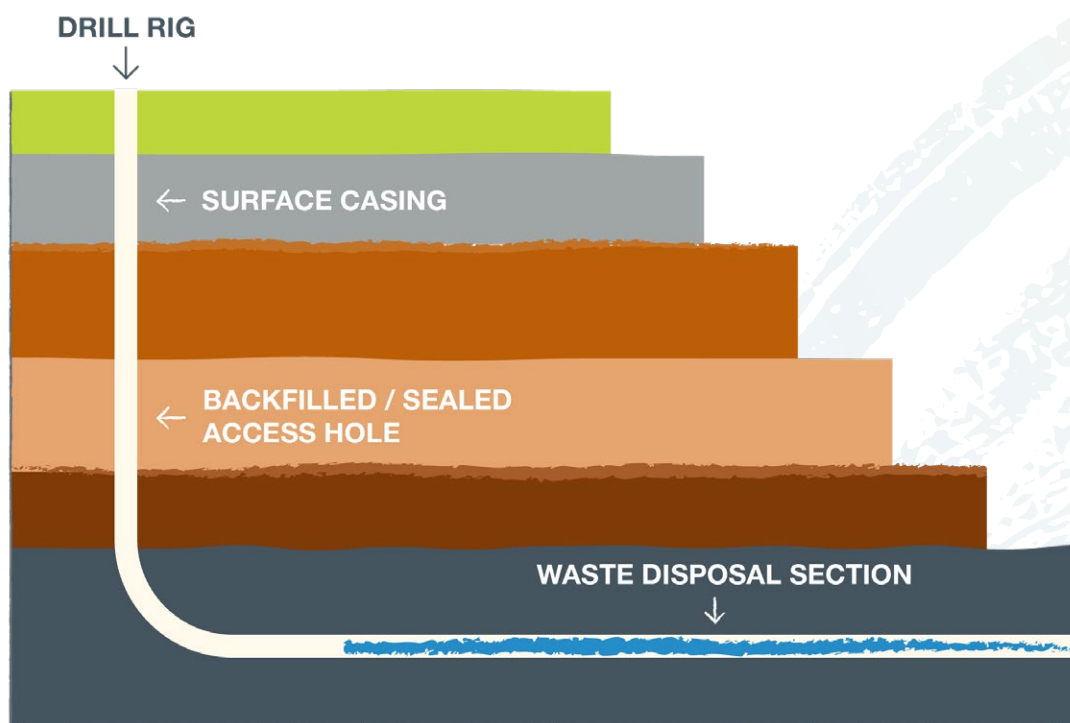 DRILL RIG
SURFACE CASING
BACKFILLED / SEALED
ACCESS HOLE
WASTE DISPOSAL SECTION